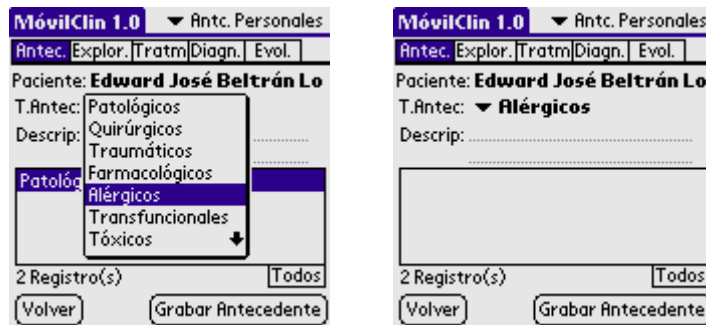 MóvilClin 1.0 Antc. Personales
Antec. Explor. Tratm Diagn. Evol.
Paciente: Edward José Beltrán Lo
T.Antec: Patológicos
Descrip: Quirúrgicos
Traumáticos
Farmacológicos
Patológ
Alérgicos
Transfuncionales
Tóxicos
2 Registro(s) Todos
Volver Grabar Antecedente
MóvilClin 1.0 Antc. Personales
Antec. Explor. Tratm Diagn. Evol.
Paciente: Edward José Beltrán Lo
T.Antec: Alérgicos
Descrip:
2 Registro(s) Todos
Volver Grabar Antecedente